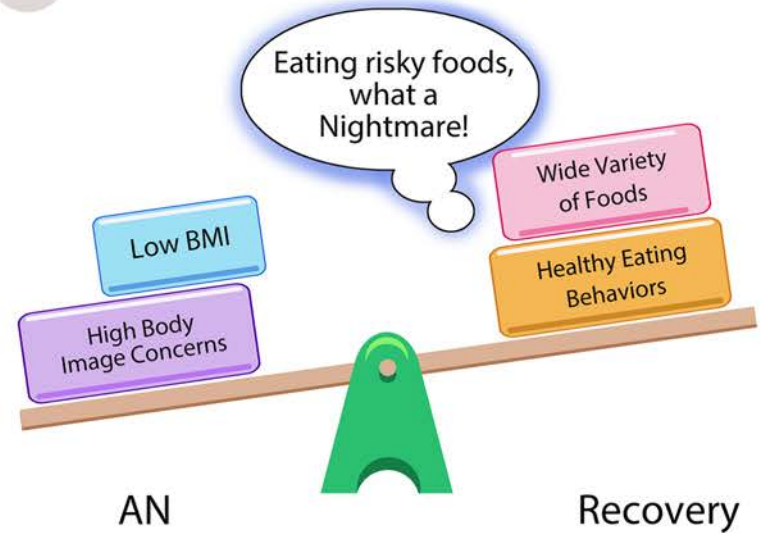 Eating risky foods,
what a
Nightmare!
Wide Variety
of Foods
Low BMI
Healthy Eating
Behaviors
High Body
Image Concerns
AN
Recovery